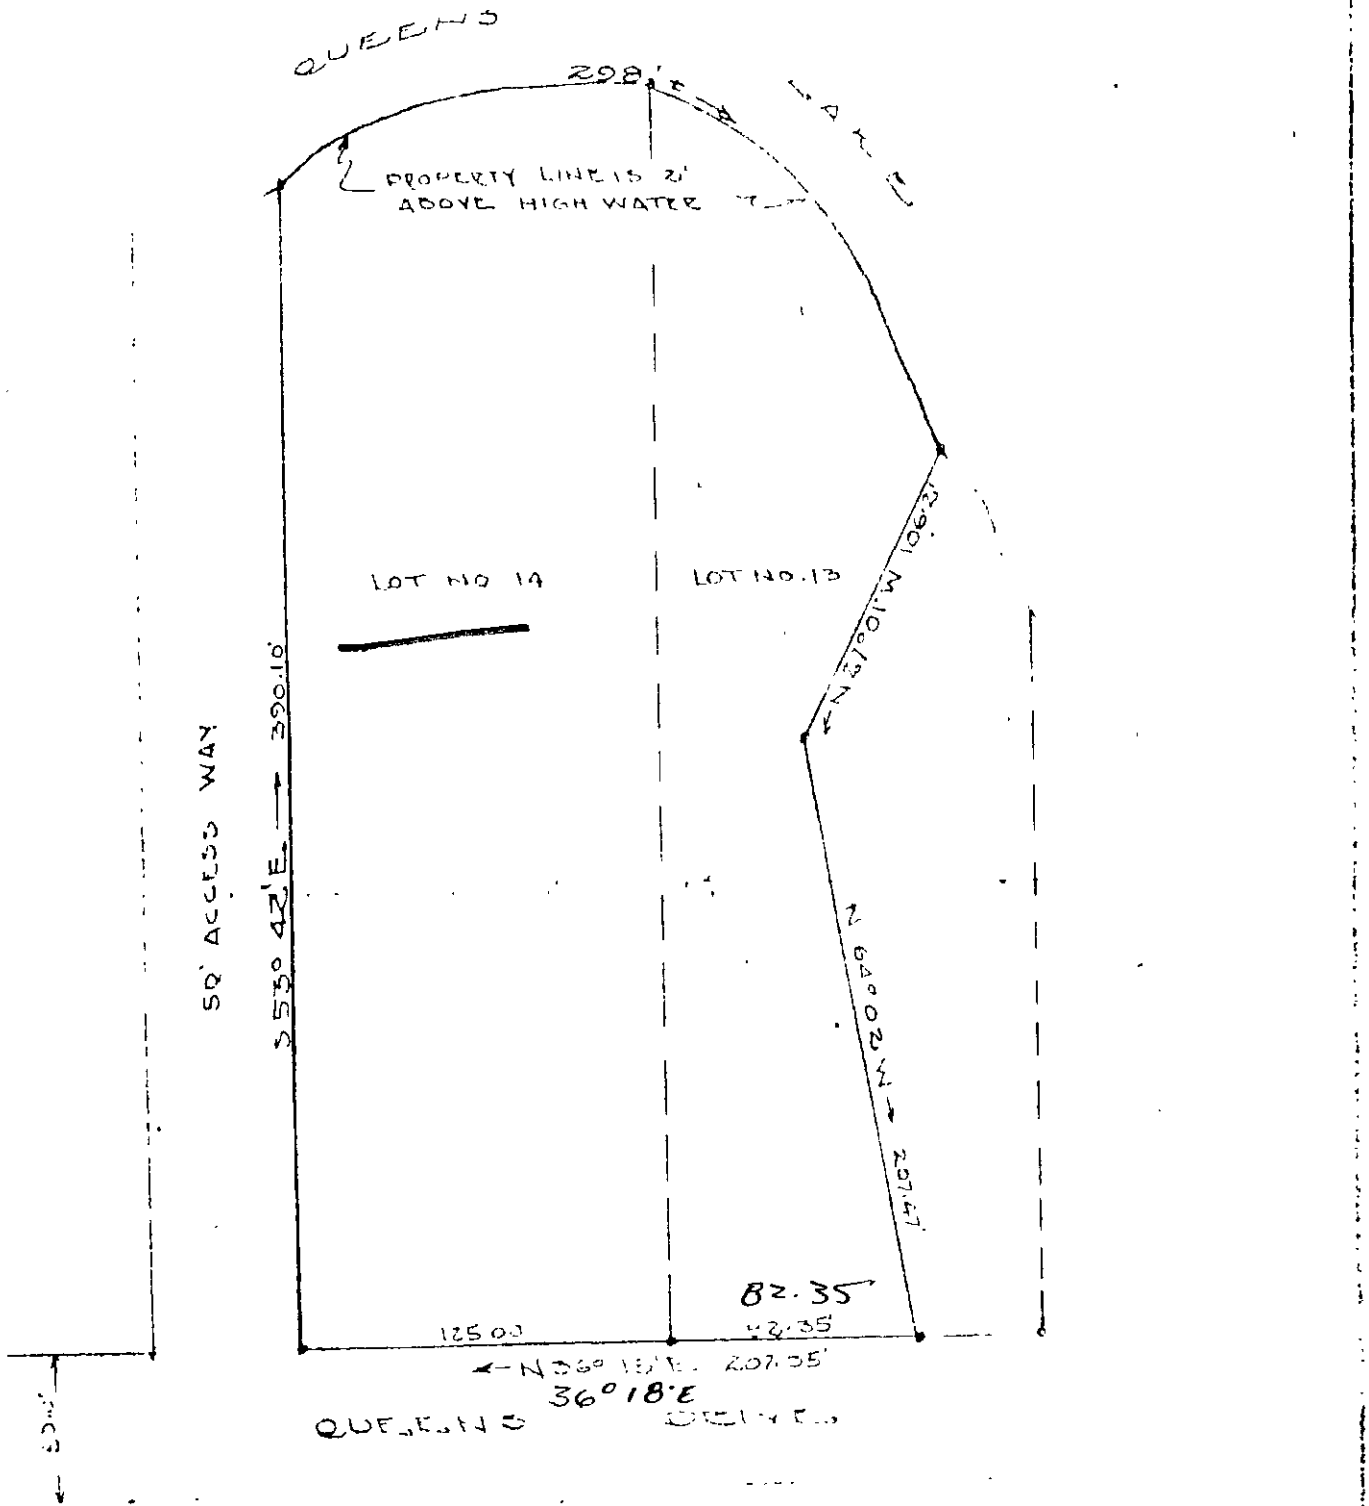 QUEENS
298' ±
LAKE
PROPERTY LINE IS 2'
ABOVE HIGH WATER
LOT NO 14
LOT NO. 13
N 12° 01' W 106.2'
S 53° 42' E → 390.10'
50' ACCESS WAY
N 64° 02' W → 207.47'
82.35
125.00
82.35'
← N 36° 18' E. 207.35'
36° 18' E
QUEENS DRIVE